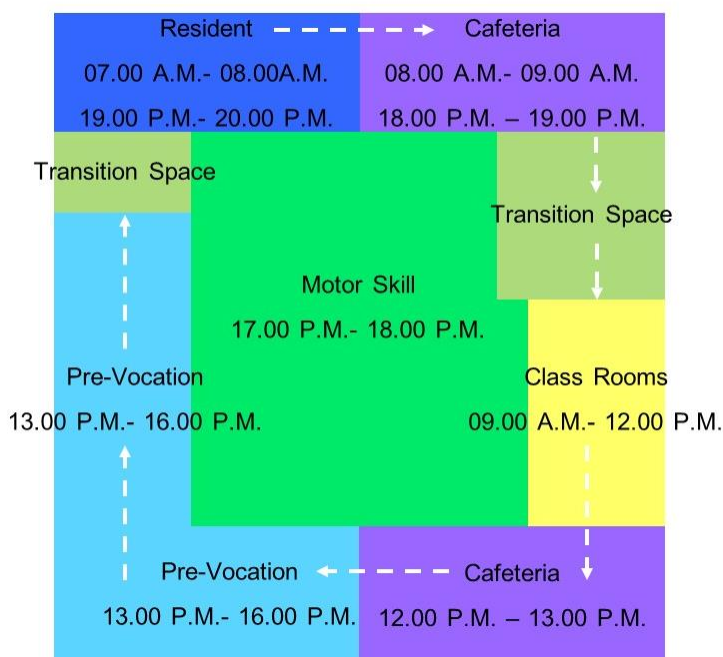 Resident
07.00 A.M.- 08.00A.M.
19.00 P.M.- 20.00 P.M.
Cafeteria
08.00 A.M.- 09.00 A.M.
18.00 P.M. – 19.00 P.M.
Transition Space
Transition Space
Motor Skill
17.00 P.M.- 18.00 P.M.
Pre-Vocation
13.00 P.M.- 16.00 P.M.
Class Rooms
09.00 A.M.- 12.00 P.M.
Pre-Vocation
13.00 P.M.- 16.00 P.M.
Cafeteria
12.00 P.M. – 13.00 P.M.